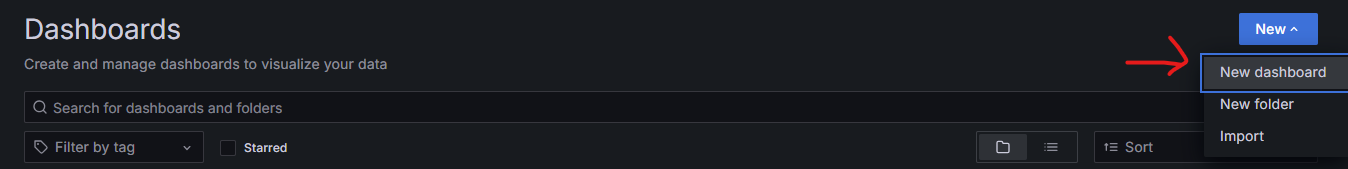 Dashboards
New
Create and manage dashboards to visualize your data
New dashboard
Search for dashboards and folders
New folder
Import
Filter by tag
Starred
Sort